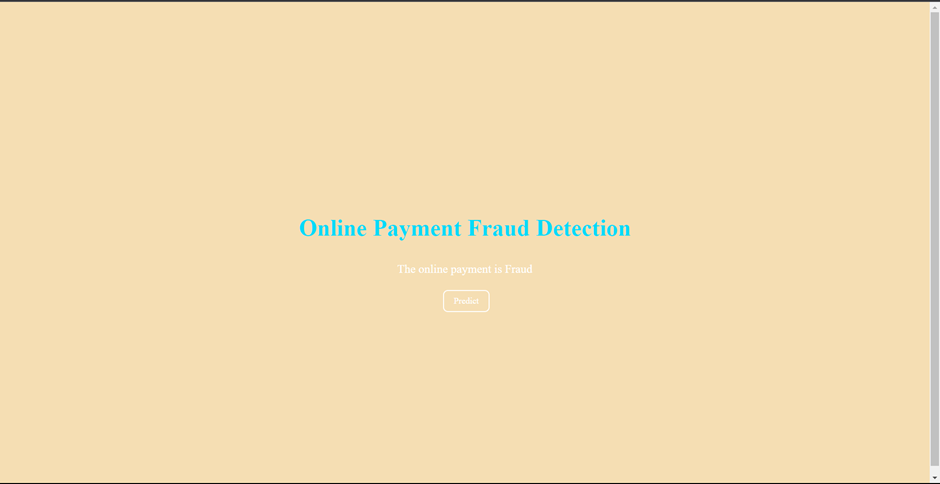 Online Payment Fraud Detection
The online payment is Fraud
Predict